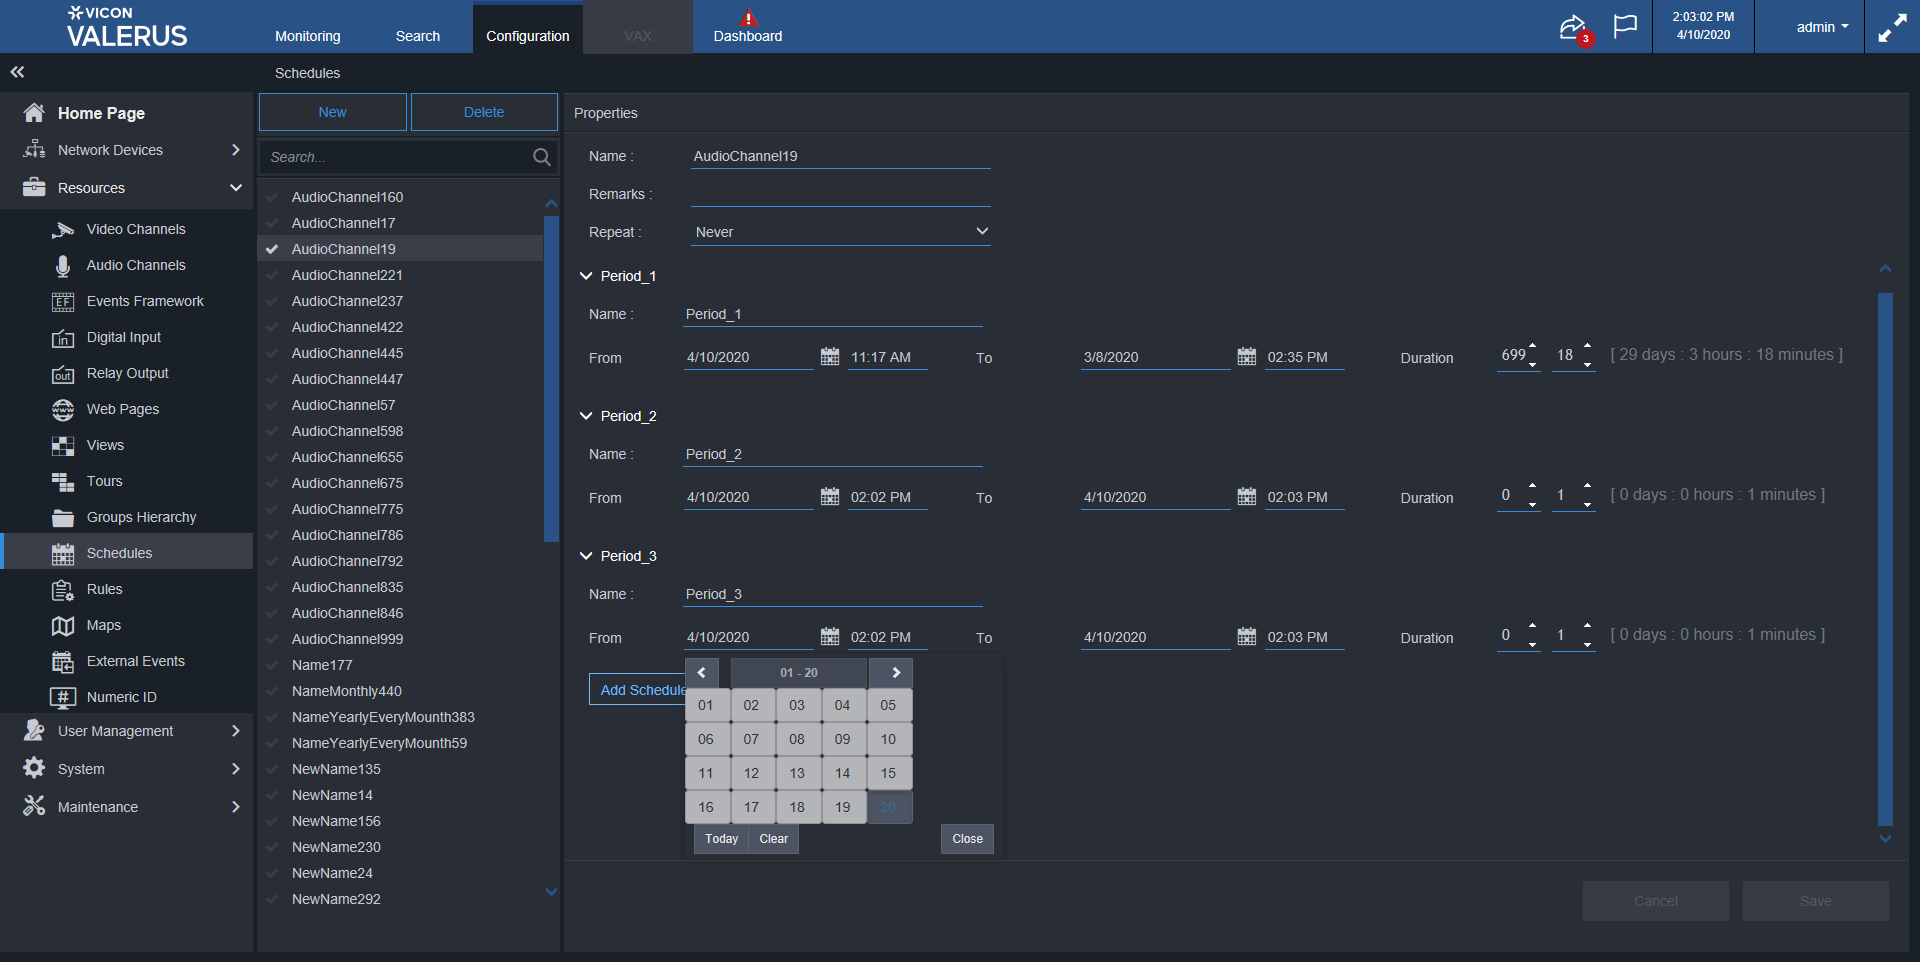 VICON
VALERUS
Monitoring
Search
Configuration
VAX
Dashboard
3
2:03:02 PM
4/10/2020
admin
Schedules
Home Page
Network Devices
Resources
Video Channels
Audio Channels
EF
Events Framework
in
Digital Input
out
Relay Output
www
Web Pages
Views
Tours
Groups Hierarchy
Schedules
Rules
Maps
External Events
#
Numeric ID
User Management
System
Maintenance
New
Delete
Search...
AudioChannel160
AudioChannel17
AudioChannel19
AudioChannel221
AudioChannel237
AudioChannel422
AudioChannel445
AudioChannel447
AudioChannel57
AudioChannel598
AudioChannel655
AudioChannel675
AudioChannel775
AudioChannel786
AudioChannel792
AudioChannel835
AudioChannel846
AudioChannel999
Name177
NameMonthly440
NameYearlyEveryMounth383
NameYearlyEveryMounth59
NewName135
NewName14
NewName156
NewName230
NewName24
NewName292
Properties
Name : AudioChannel19
Remarks :
Repeat : Never
Period_1
Name : Period_1
From 4/10/2020 11:17 AM To 3/8/2020 02:35 PM Duration 699 18 [ 29 days : 3 hours : 18 minutes ]
Period_2
Name : Period_2
From 4/10/2020 02:02 PM To 4/10/2020 02:03 PM Duration 0 1 [ 0 days : 0 hours : 1 minutes ]
Period_3
Name : Period_3
From 4/10/2020 02:02 PM To 4/10/2020 02:03 PM Duration 0 1 [ 0 days : 0 hours : 1 minutes ]
Add Schedule
01 - 20
01 02 03 04 05
06 07 08 09 10
11 12 13 14 15
16 17 18 19 20
Today Clear Close
Cancel Save